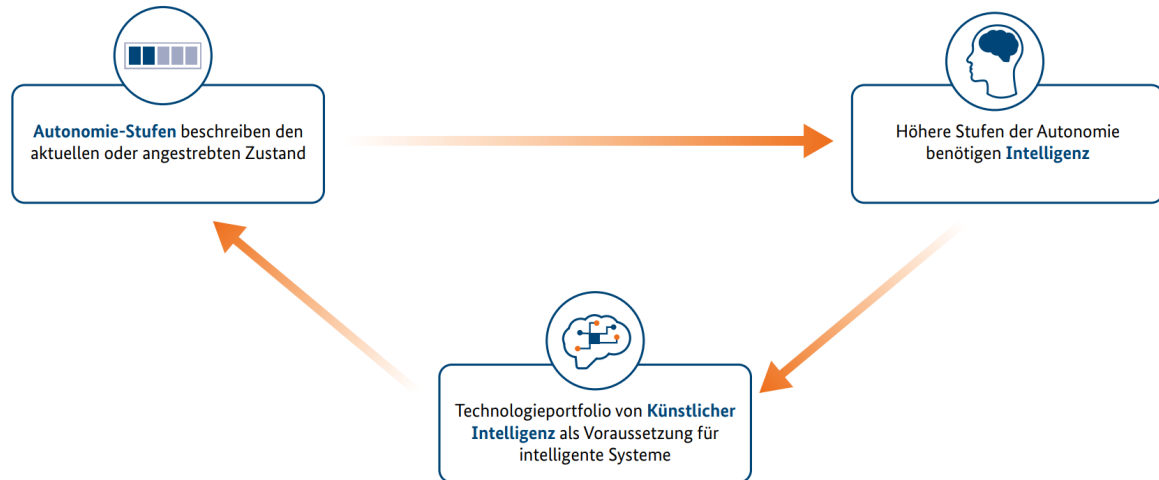 Autonomie-Stufen beschreiben den
aktuellen oder angestrebten Zustand
Höhere Stufen der Autonomie
benötigen Intelligenz
Technologieportfolio von Künstlicher
Intelligenz als Voraussetzung für
intelligente Systeme